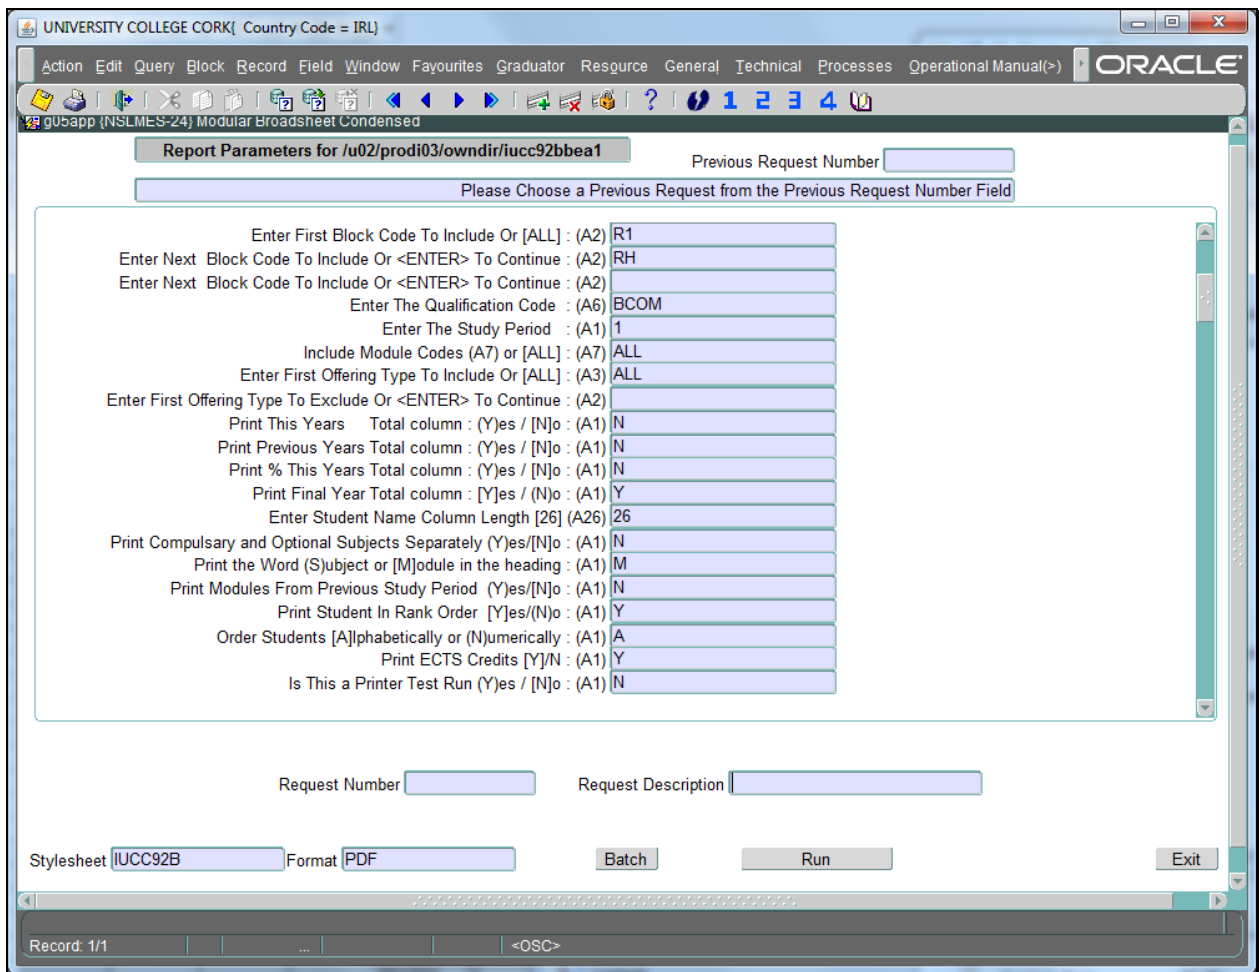 UNIVERSITY COLLEGE CORK{ Country Code = IRL}
Action Edit Query Block Record Field Window Favourites Graduator Resource General Technical Processes Operational Manual(>) ORACLE
1 2 3 4
g05app {NSLMES-24} Modular Broadsheet Condensed
Report Parameters for /u02/prodi03/owndir/iucc92bbea1
Previous Request Number
Please Choose a Previous Request from the Previous Request Number Field
Enter First Block Code To Include Or [ALL] : (A2) R1
Enter Next Block Code To Include Or <ENTER> To Continue : (A2) RH
Enter Next Block Code To Include Or <ENTER> To Continue : (A2)
Enter The Qualification Code : (A6) BCOM
Enter The Study Period : (A1) 1
Include Module Codes (A7) or [ALL] : (A7) ALL
Enter First Offering Type To Include Or [ALL] : (A3) ALL
Enter First Offering Type To Exclude Or <ENTER> To Continue : (A2)
Print This Years Total column : (Y)es / [N]o : (A1) N
Print Previous Years Total column : (Y)es / [N]o : (A1) N
Print % This Years Total column : (Y)es / [N]o : (A1) N
Print Final Year Total column : [Y]es / (N)o : (A1) Y
Enter Student Name Column Length [26] (A26) 26
Print Compulsary and Optional Subjects Separately (Y)es/[N]o : (A1) N
Print the Word (S)ubject or [M]odule in the heading : (A1) M
Print Modules From Previous Study Period (Y)es/[N]o : (A1) N
Print Student In Rank Order [Y]es/(N)o : (A1) Y
Order Students [A]lphabetically or (N)umerically : (A1) A
Print ECTS Credits [Y]/N : (A1) Y
Is This a Printer Test Run (Y)es / [N]o : (A1) N
Request Number Request Description
Stylesheet IUCC92B Format PDF Batch Run Exit
Record: 1/1 ... <OSC>